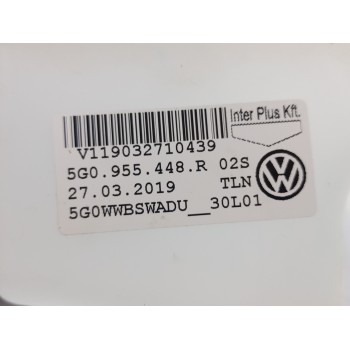 Inter Plus Kft.
V119032710439
5G0.955.448.R 02S
27.03.2019 TLN
5G0WWBSWADU__30L01